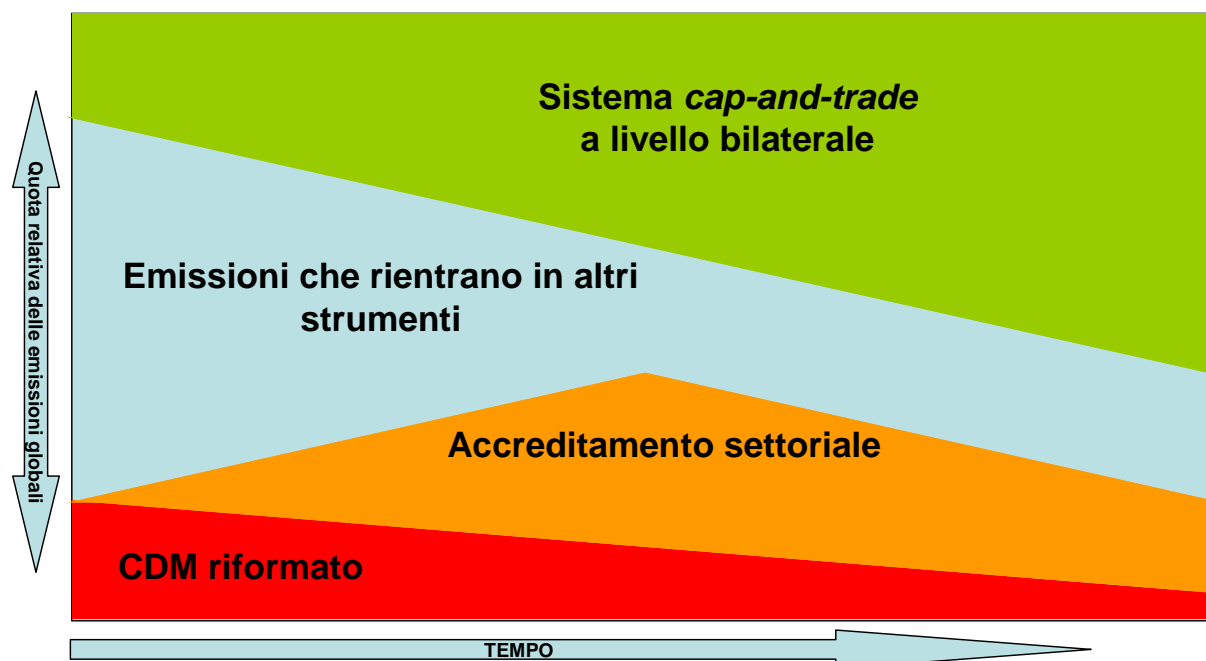 Sistema cap-and-trade
a livello bilaterale
Quota relativa delle emissioni globali
Emissioni che rientrano in altri
strumenti
Accreditamento settoriale
CDM riformato
TEMPO